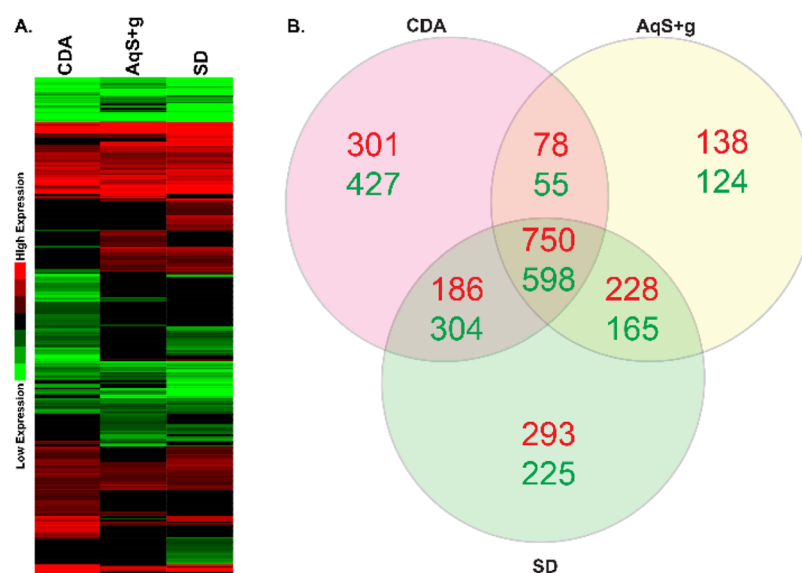 A.
CDA
AqS+g
SD
High Expression
Low Expression
B.
CDA
AqS+g
301
427
78
55
138
124
750
598
186
304
228
165
293
225
SD